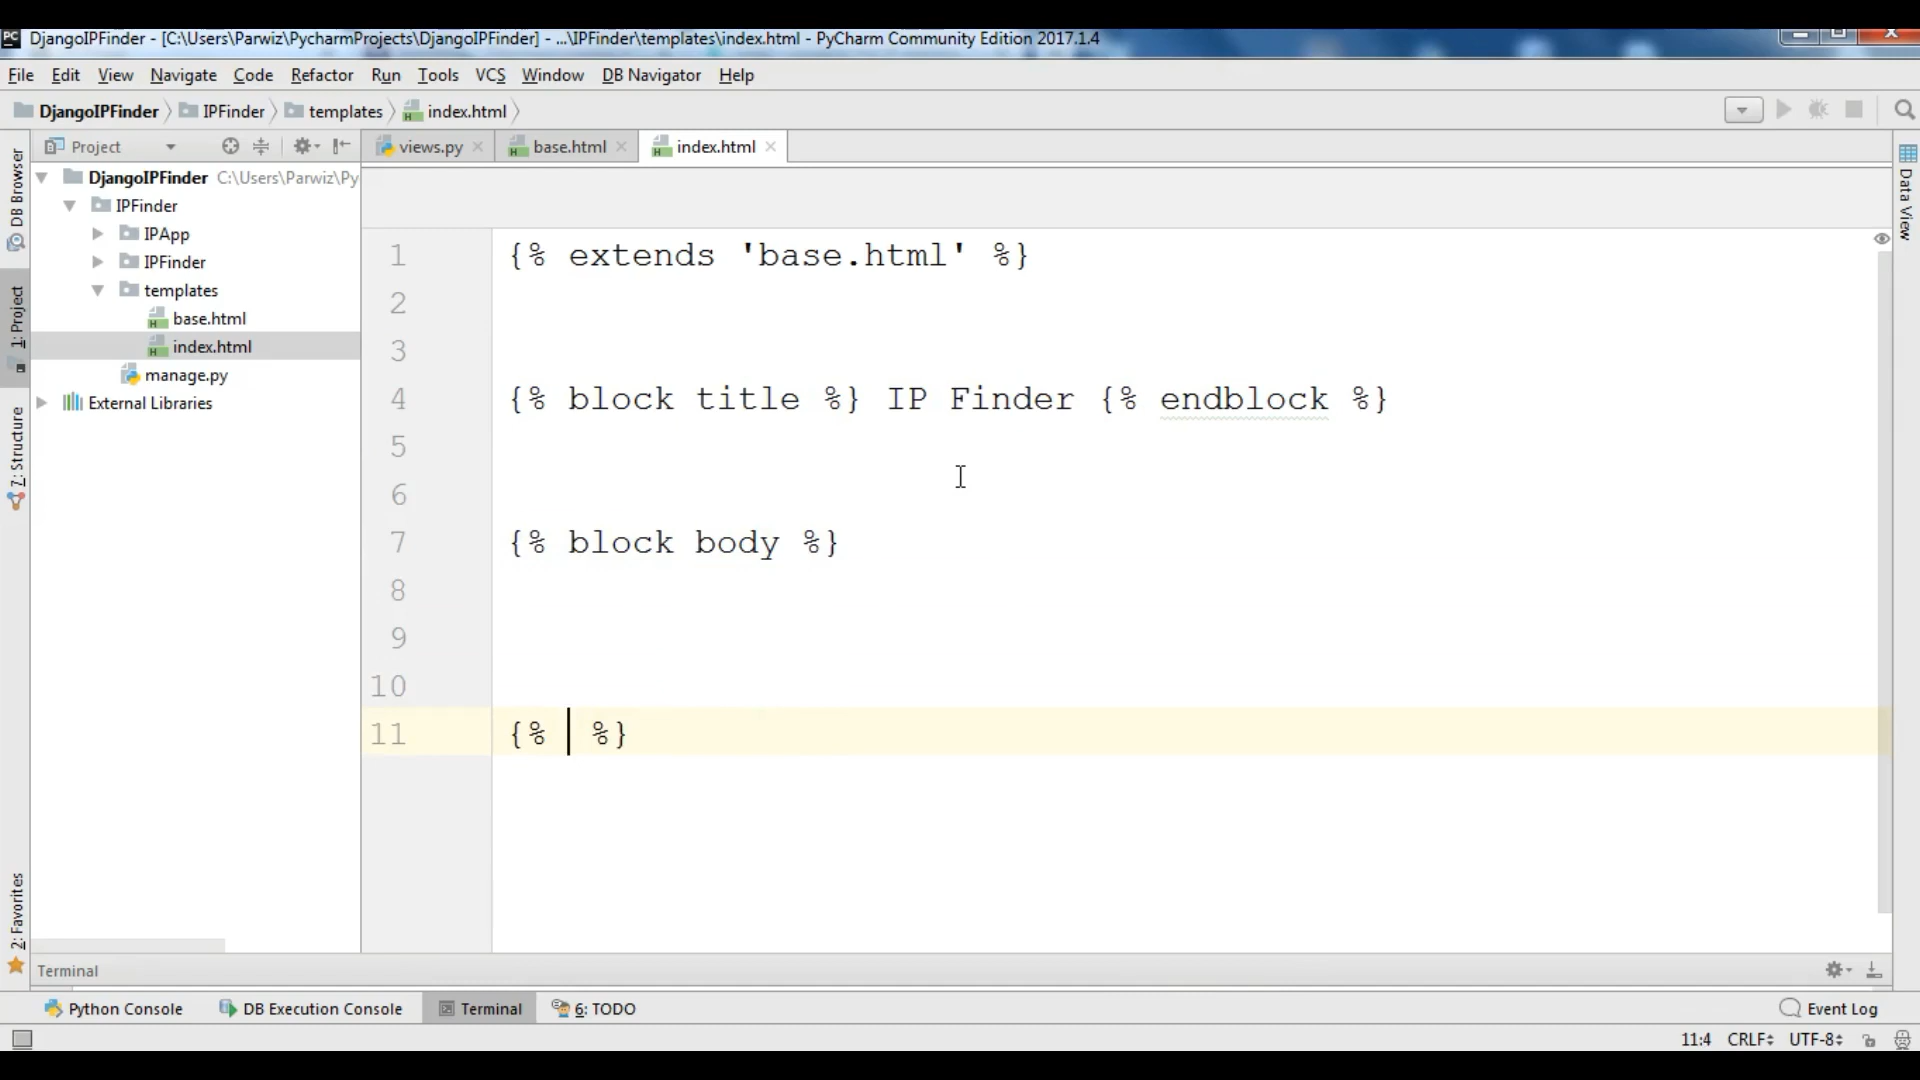 PC DjangoIPFinder - [C:\Users\Parwiz\PycharmProjects\DjangoIPFinder] - ...\IPFinder\templates\index.html - PyCharm Community Edition 2017.1.4
File Edit View Navigate Code Refactor Run Tools VCS Window DB Navigator Help
DjangoIPFinder IPFinder templates index.html
Project views.py base.html index.html
DjangoIPFinder C:\Users\Parwiz\Py
IPFinder
IPApp
IPFinder
templates
base.html
index.html
manage.py
External Libraries
DB Browser
1: Project
7: Structure
2: Favorites
1 {% extends 'base.html' %}
2
3
4 {% block title %} IP Finder {% endblock %}
5
6
7 {% block body %}
8
9
10
11 {% %}
Data View
Terminal
Python Console DB Execution Console Terminal 6: TODO Event Log
11:4 CRLF UTF-8